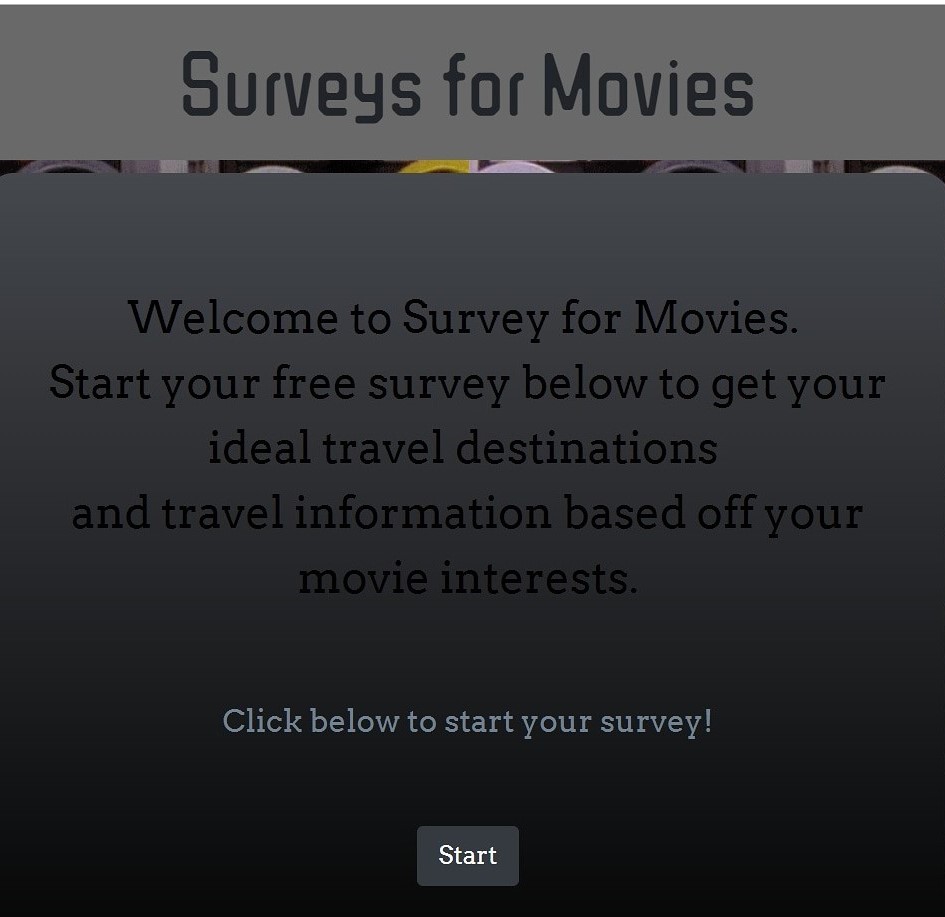 Surveys for Movies
Welcome to Survey for Movies.
Start your free survey below to get your
ideal travel destinations
and travel information based off your
movie interests.
Click below to start your survey!
Start